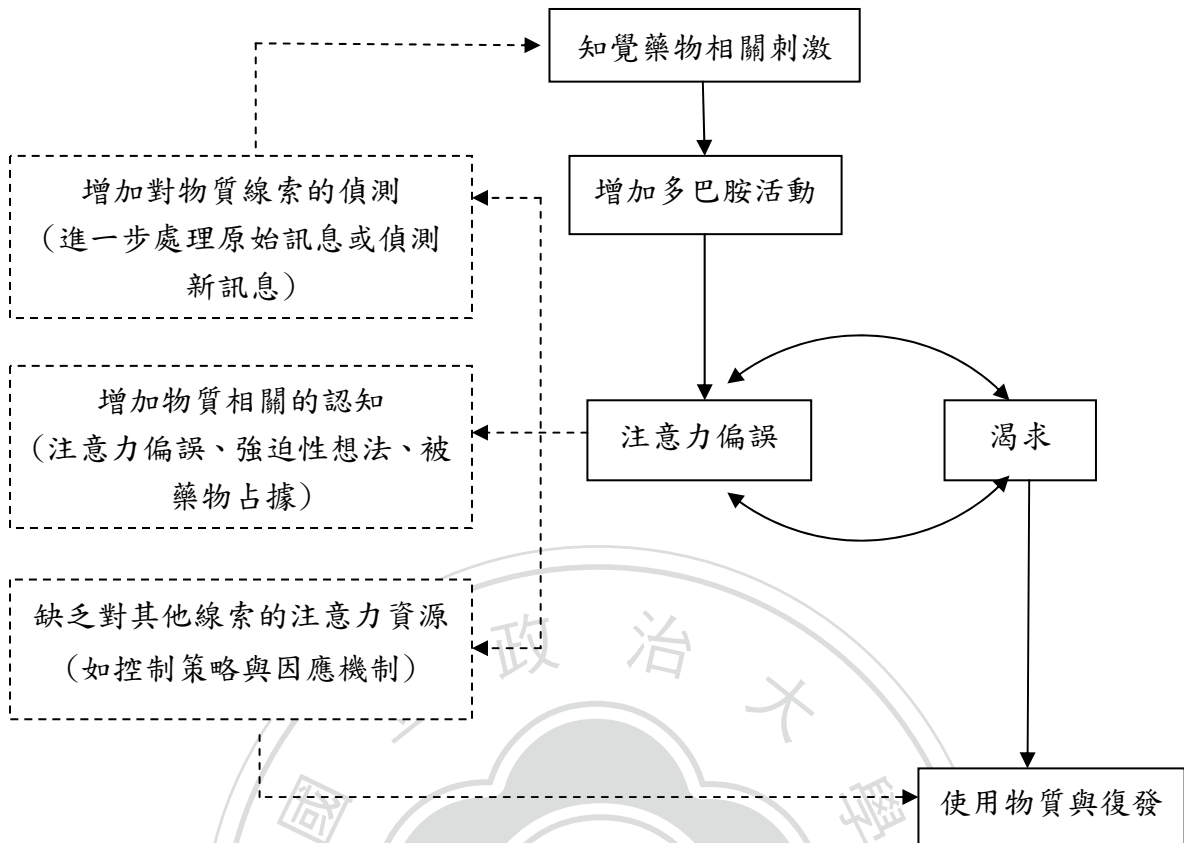 知覺藥物相關刺激
增加多巴胺活動
增加對物質線索的偵測
（進一步處理原始訊息或偵測
新訊息）
增加物質相關的認知
（注意力偏誤、強迫性想法、被
藥物占據）
注意力偏誤
渴求
缺乏對其他線索的注意力資源
（如控制策略與因應機制）
使用物質與復發
國
政
治
大
學